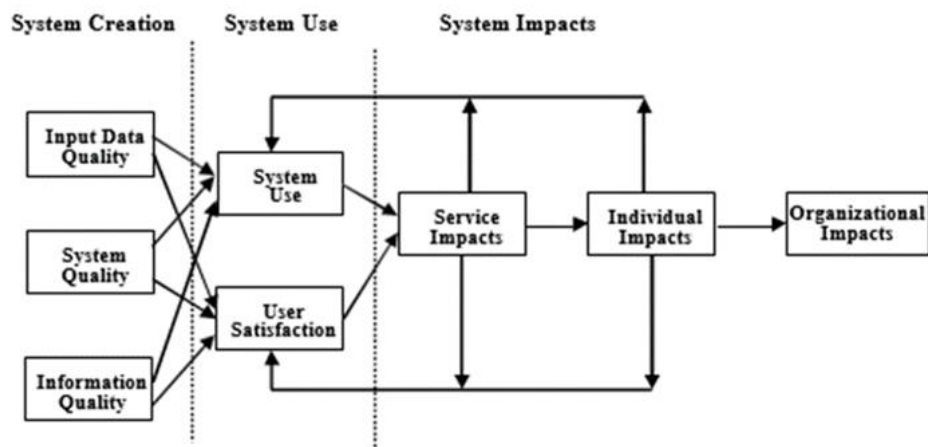 System Creation
System Use
System Impacts
Input Data
Quality
System
Quality
Information
Quality
System
Use
User
Satisfaction
Service
Impacts
Individual
Impacts
Organizational
Impacts